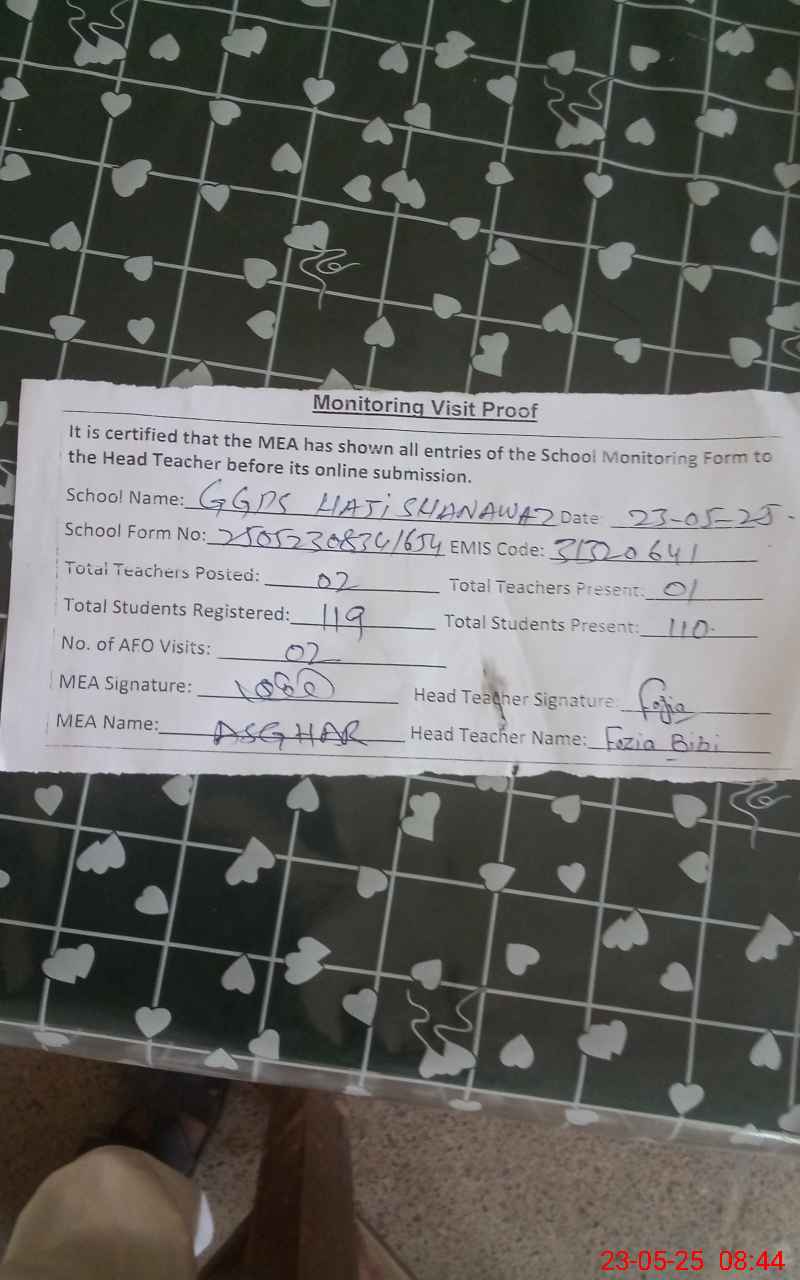 Monitoring Visit Proof
It is certified that the MEA has shown all entries of the School Monitoring Form to
the Head Teacher before its online submission.
School Name: GGPS HAJI SHANAWAZ Date: 23-05-25
School Form No: 25052308341654 EMIS Code: 31320641
Total Teachers Posted: 02 Total Teachers Present: 01
Total Students Registered: 119 Total Students Present: 110
No. of AFO Visits: 02
MEA Signature: Head Teacher Signature: Fozia
MEA Name: ASGHAR Head Teacher Name: Fozia Bibi
23-05-25 08:44